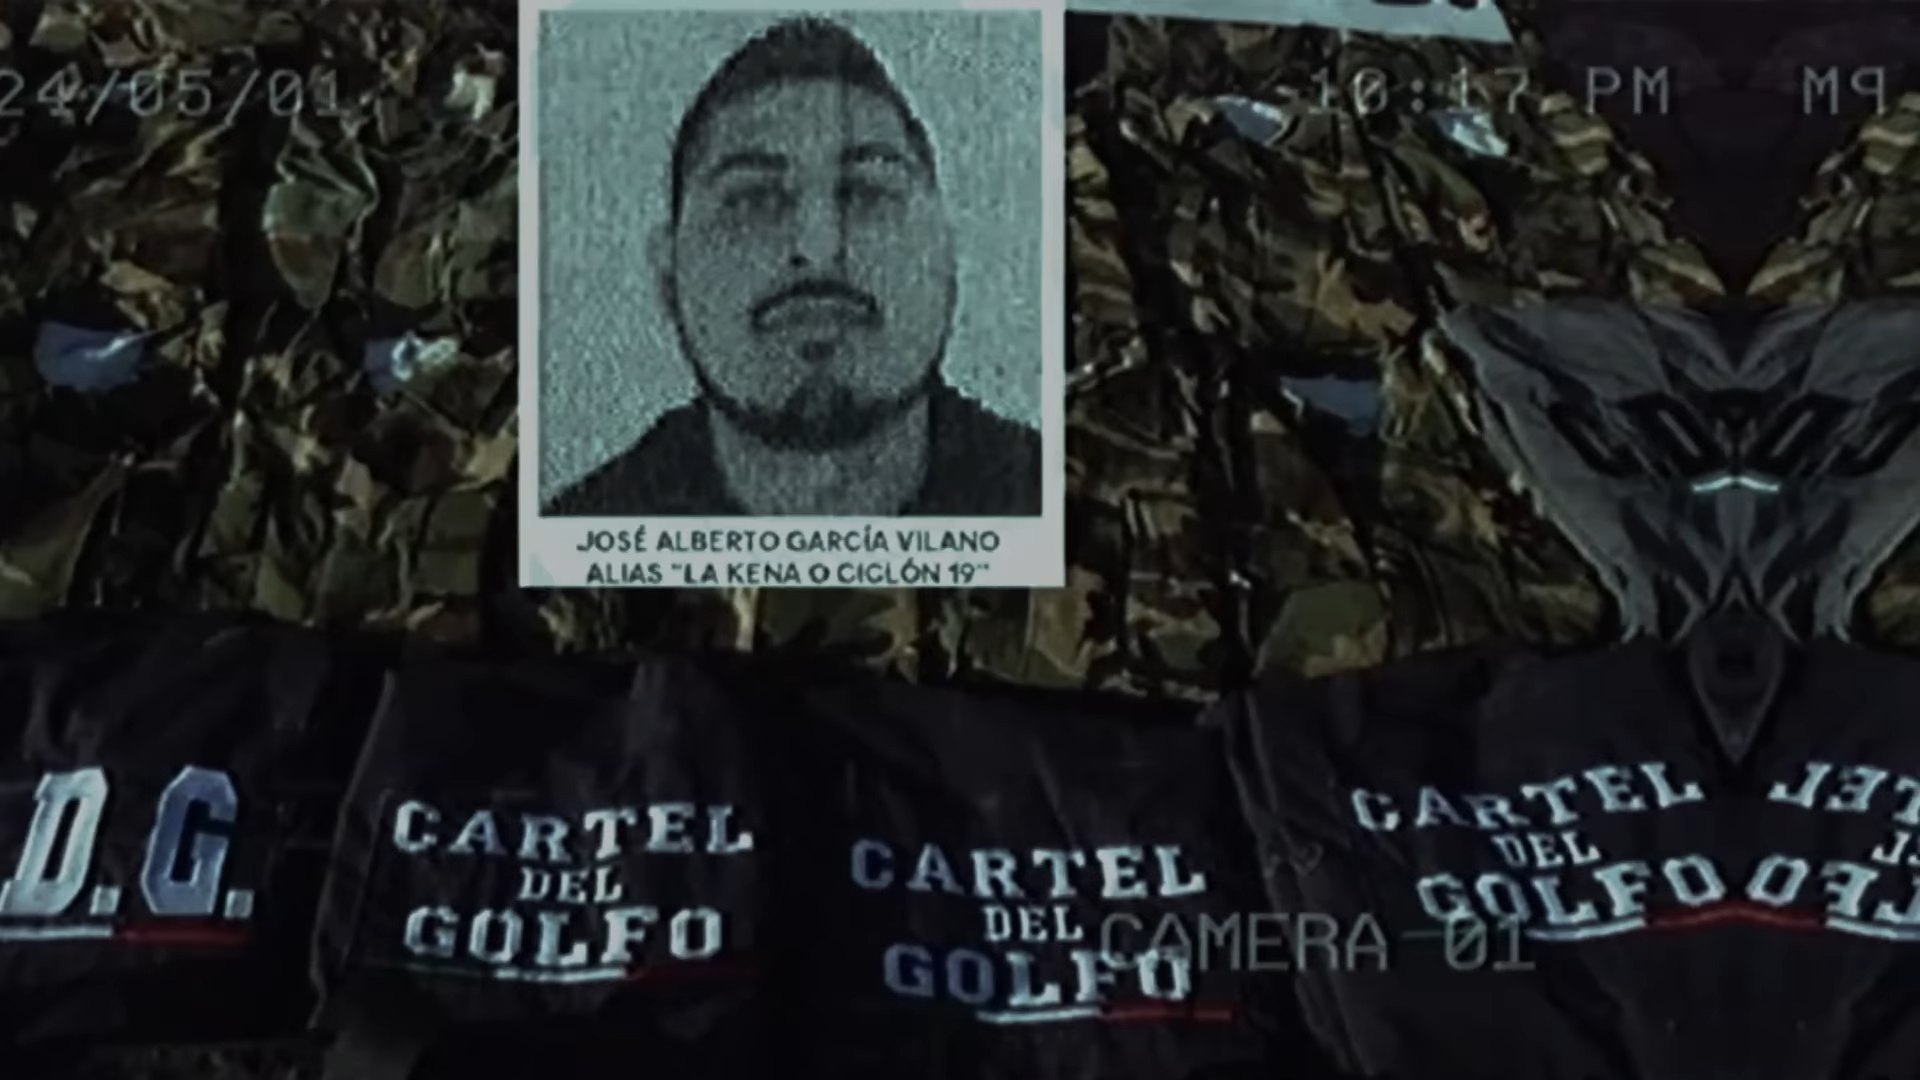 24/05/01
10:17 PM
JOSÉ ALBERTO GARCÍA VILANO
ALIAS "LA KENA O CICLÓN 19"
D.G.
CARTEL
DEL
GOLFO
CARTEL
DEL
GOLFO
CARTEL
DEL
GOLFO
CAMERA 01